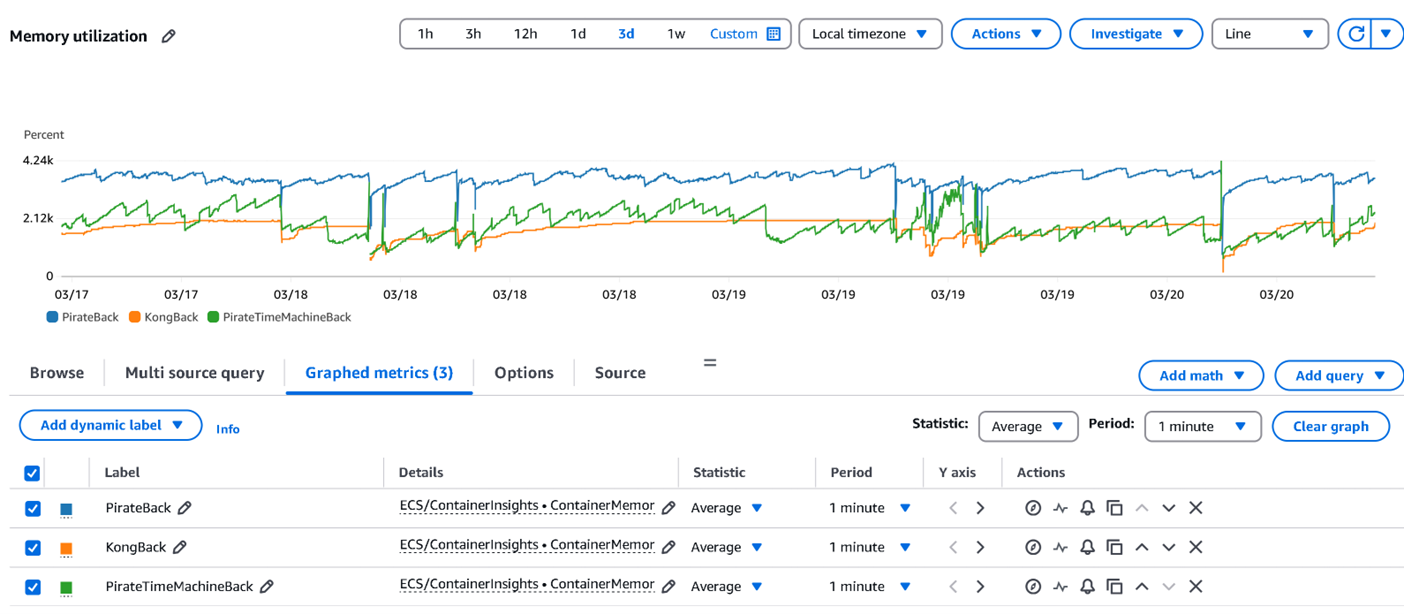 Memory utilization
1h 3h 12h 1d 3d 1w Custom Local timezone Actions Investigate Line
Percent
4.24k
2.12k
0
03/17 03/17 03/18 03/18 03/18 03/18 03/19 03/19 03/19 03/19 03/20 03/20
PirateBack KongBack PirateTimeMachineBack
Browse Multi source query Graphed metrics (3) Options Source
Add math Add query
Add dynamic label Info Statistic: Average Period: 1 minute Clear graph
Label Details Statistic Period Y axis Actions
PirateBack ECS/ContainerInsights • ContainerMemor Average 1 minute
KongBack ECS/ContainerInsights • ContainerMemor Average 1 minute
PirateTimeMachineBack ECS/ContainerInsights • ContainerMemor Average 1 minute